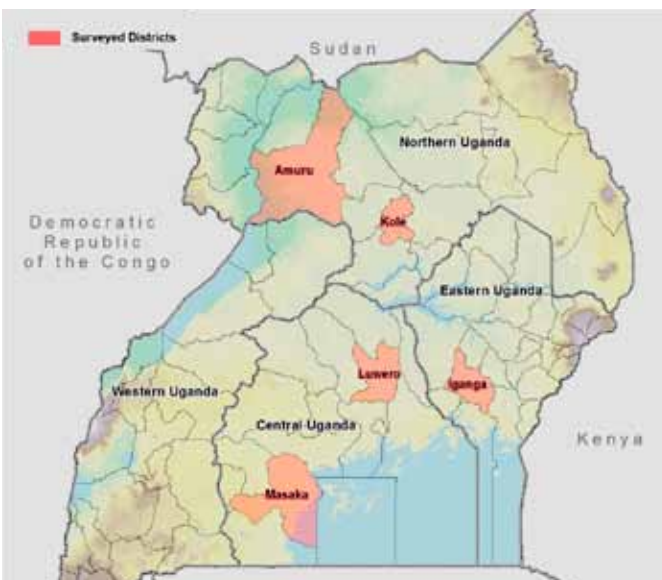 Surveyed Districts
Sudan
Northern Uganda
Amuru
Kole
Democratic
Republic
of the Congo
Eastern Uganda
Western Uganda
Luwero
Iganga
Central Uganda
Kenya
Masaka